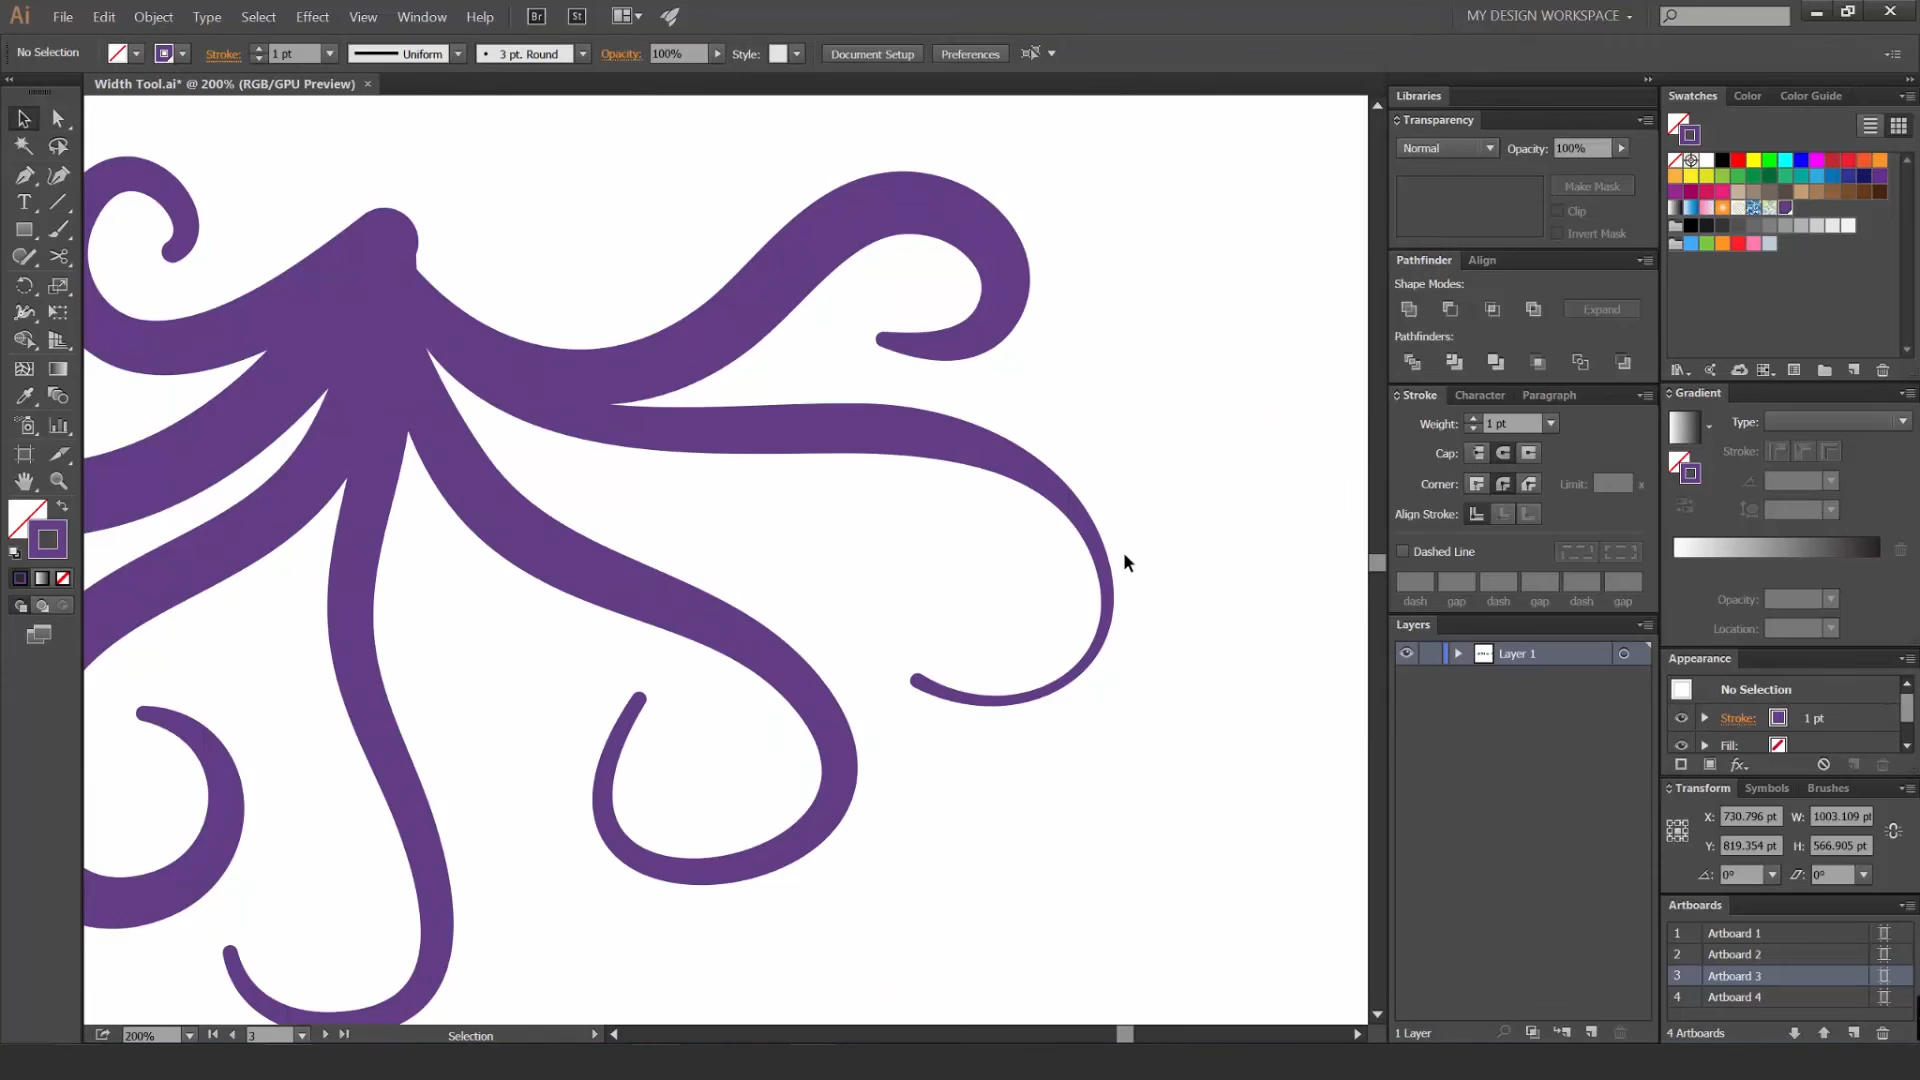 Ai File Edit Object Type Select Effect View Window Help Br St MY DESIGN WORKSPACE
No Selection Stroke: 1 pt Uniform 3 pt. Round Opacity: 100% Style: Document Setup Preferences
Width Tool.ai* @ 200% (RGB/GPU Preview) ×
Libraries
Transparency
Normal Opacity: 100%
Make Mask
Clip
Invert Mask
Pathfinder Align
Shape Modes:
Expand
Pathfinders:
Stroke Character Paragraph
Weight: 1 pt
Cap:
Corner: Limit: x
Align Stroke:
Dashed Line
dash gap dash gap dash gap
Layers
Layer 1
1 Layer
Swatches Color Color Guide
Gradient
Type:
Stroke:
Opacity:
Location:
Appearance
No Selection
Stroke: 1 pt
Fill:
fx
Transform Symbols Brushes
X: 730.796 pt W: 1003.109 pt
Y: 819.354 pt H: 566.905 pt
0° 0°
Artboards
1 Artboard 1
2 Artboard 2
3 Artboard 3
4 Artboard 4
4 Artboards
200% 3 Selection